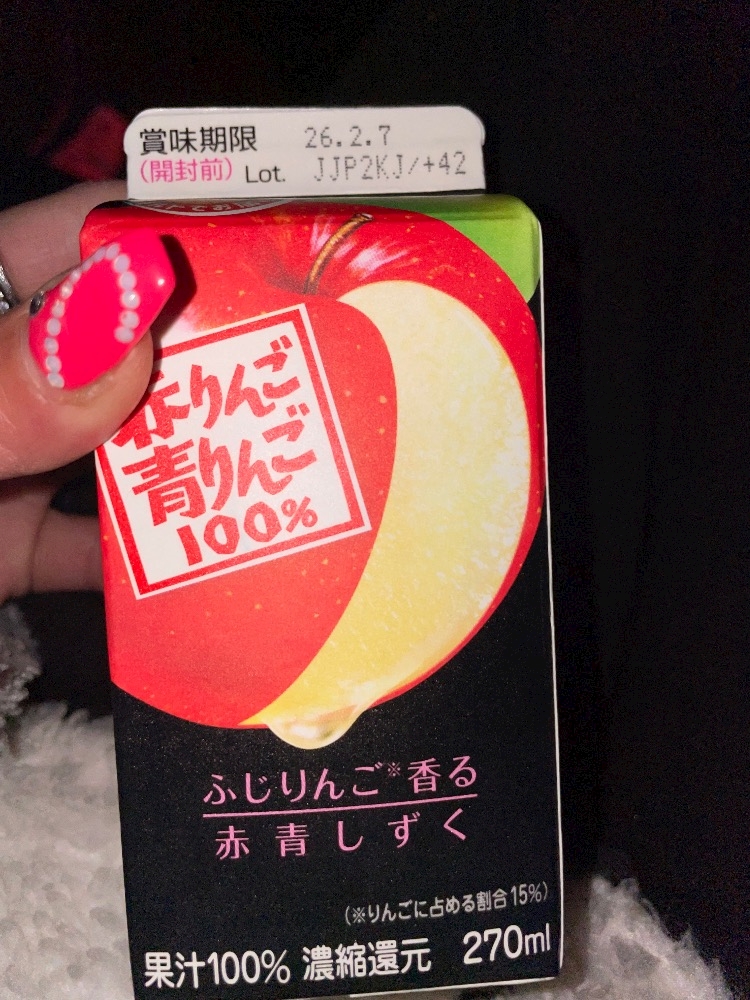 賞味期限 26.2.7
(開封前) Lot. JJP2KJ/+42
赤りんご
青りんご
100%
ふじりんご※香る
赤青しずく
(※りんごに占める割合15%)
果汁100% 濃縮還元 270ml